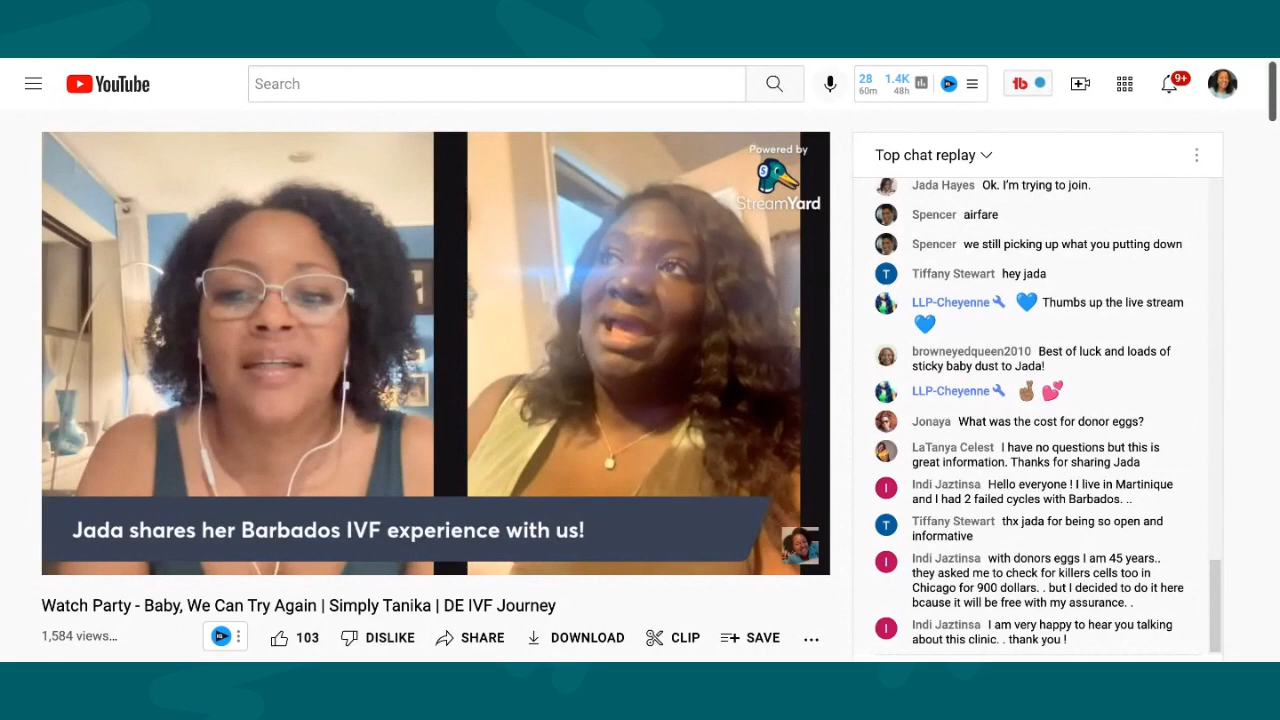 YouTube
Search
28 1.4K
60m 48h
9+
Powered by
StreamYard
Jada shares her Barbados IVF experience with us!
Watch Party - Baby, We Can Try Again | Simply Tanika | DE IVF Journey
1,584 views...
103
DISLIKE
SHARE
DOWNLOAD
CLIP
SAVE
Top chat replay
Jada Hayes Ok. I'm trying to join.
Spencer airfare
Spencer we still picking up what you putting down
T
Tiffany Stewart hey jada
LLP-Cheyenne 💙 Thumbs up the live stream
💙
browneyedqueen2010 Best of luck and loads of
sticky baby dust to Jada!
LLP-Cheyenne 🤞🏽 💕
Jonaya What was the cost for donor eggs?
LaTanya Celest I have no questions but this is
great information. Thanks for sharing Jada
I
Indi Jaztinsa Hello everyone ! I live in Martinique
and I had 2 failed cycles with Barbados. ..
T
Tiffany Stewart thx jada for being so open and
informative
I
Indi Jaztinsa with donors eggs I am 45 years..
they asked me to check for killers cells too in
Chicago for 900 dollars. . but I decided to do it here
bcause it will be free with my assurance. .
I
Indi Jaztinsa I am very happy to hear you talking
about this clinic. . thank you !